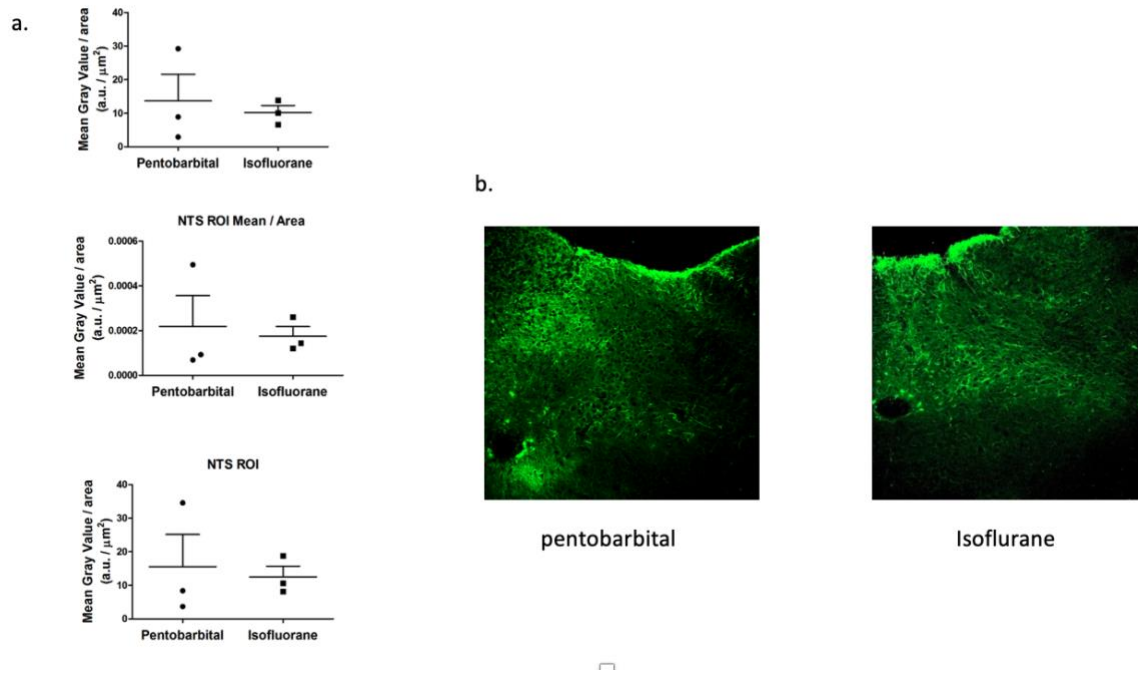 a.
Mean Gray Value / area
(a.u. / μm²)
40
30
20
10
0
Pentobarbital Isofluorane
NTS ROI Mean / Area
Mean Gray Value / area
(a.u. / μm²)
0.0006
0.0004
0.0002
0.0000
Pentobarbital Isofluorane
NTS ROI
Mean Gray Value / area
(a.u. / μm²)
40
30
20
10
0
Pentobarbital Isofluorane
b.
pentobarbital
Isoflurane